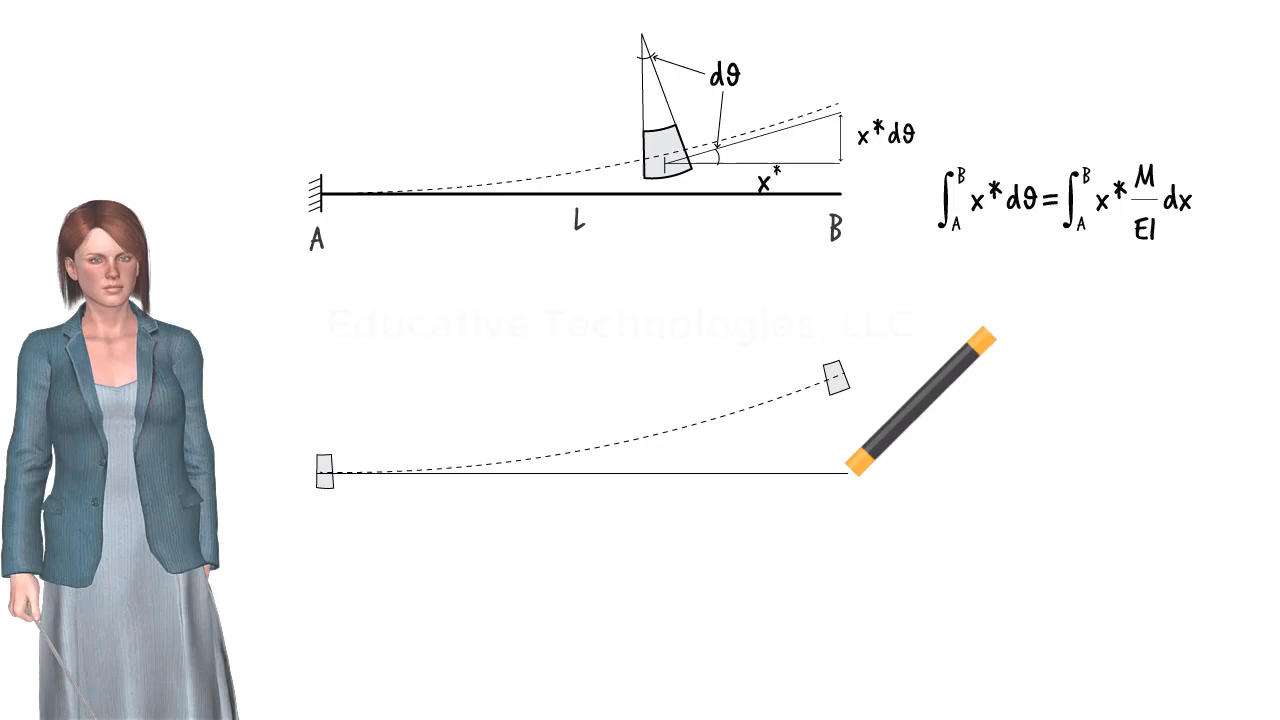 dϑ
x*dϑ
x*
A
L
B
∫_A^B x* dϑ = ∫_A^B x* M/EI dx
Educative Technologies, LLC